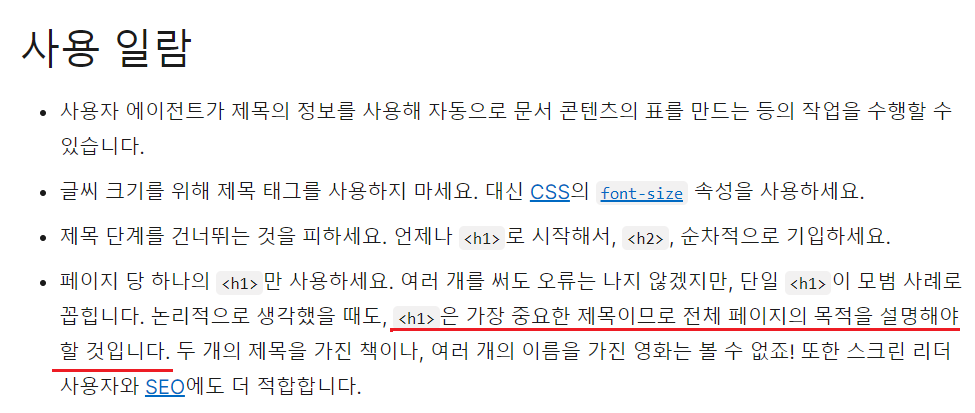 사용 일람
사용자 에이전트가 제목의 정보를 사용해 자동으로 문서 콘텐츠의 표를 만드는 등의 작업을 수행할 수
있습니다.
글씨 크기를 위해 제목 태그를 사용하지 마세요. 대신 CSS의 font-size 속성을 사용하세요.
제목 단계를 건너뛰는 것을 피하세요. 언제나 <h1>로 시작해서, <h2>, 순차적으로 기입하세요.
페이지 당 하나의 <h1>만 사용하세요. 여러 개를 써도 오류는 나지 않겠지만, 단일 <h1>이 모범 사례로
꼽힙니다. 논리적으로 생각했을 때도, <h1>은 가장 중요한 제목이므로 전체 페이지의 목적을 설명해야
할 것입니다. 두 개의 제목을 가진 책이나, 여러 개의 이름을 가진 영화는 볼 수 없죠! 또한 스크린 리더
사용자와 SEO에도 더 적합합니다.